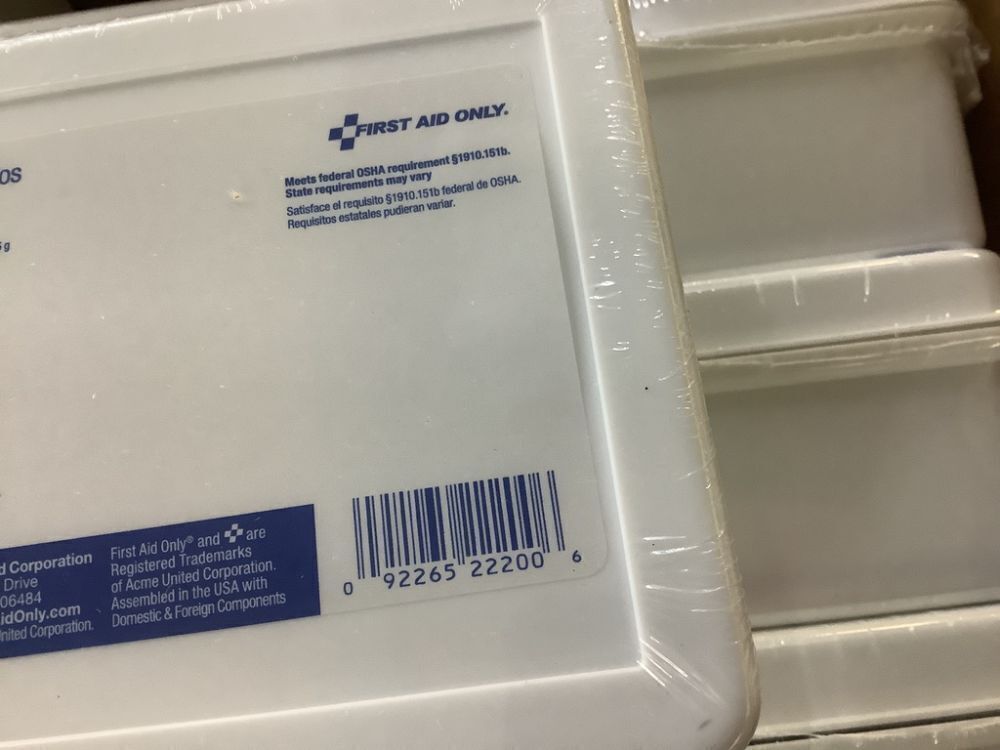 OS
g
FIRST AID ONLY.
Meets federal OSHA requirement §1910.151b.
State requirements may vary
Satisface el requisito §1910.151b federal de OSHA.
Requisitos estatales pudieran variar.
d Corporation
Drive
06484
idOnly.com
nited Corporation.
First Aid Only® and are
Registered Trademarks
of Acme United Corporation.
Assembled in the USA with
Domestic & Foreign Components
0 92265 22200 6